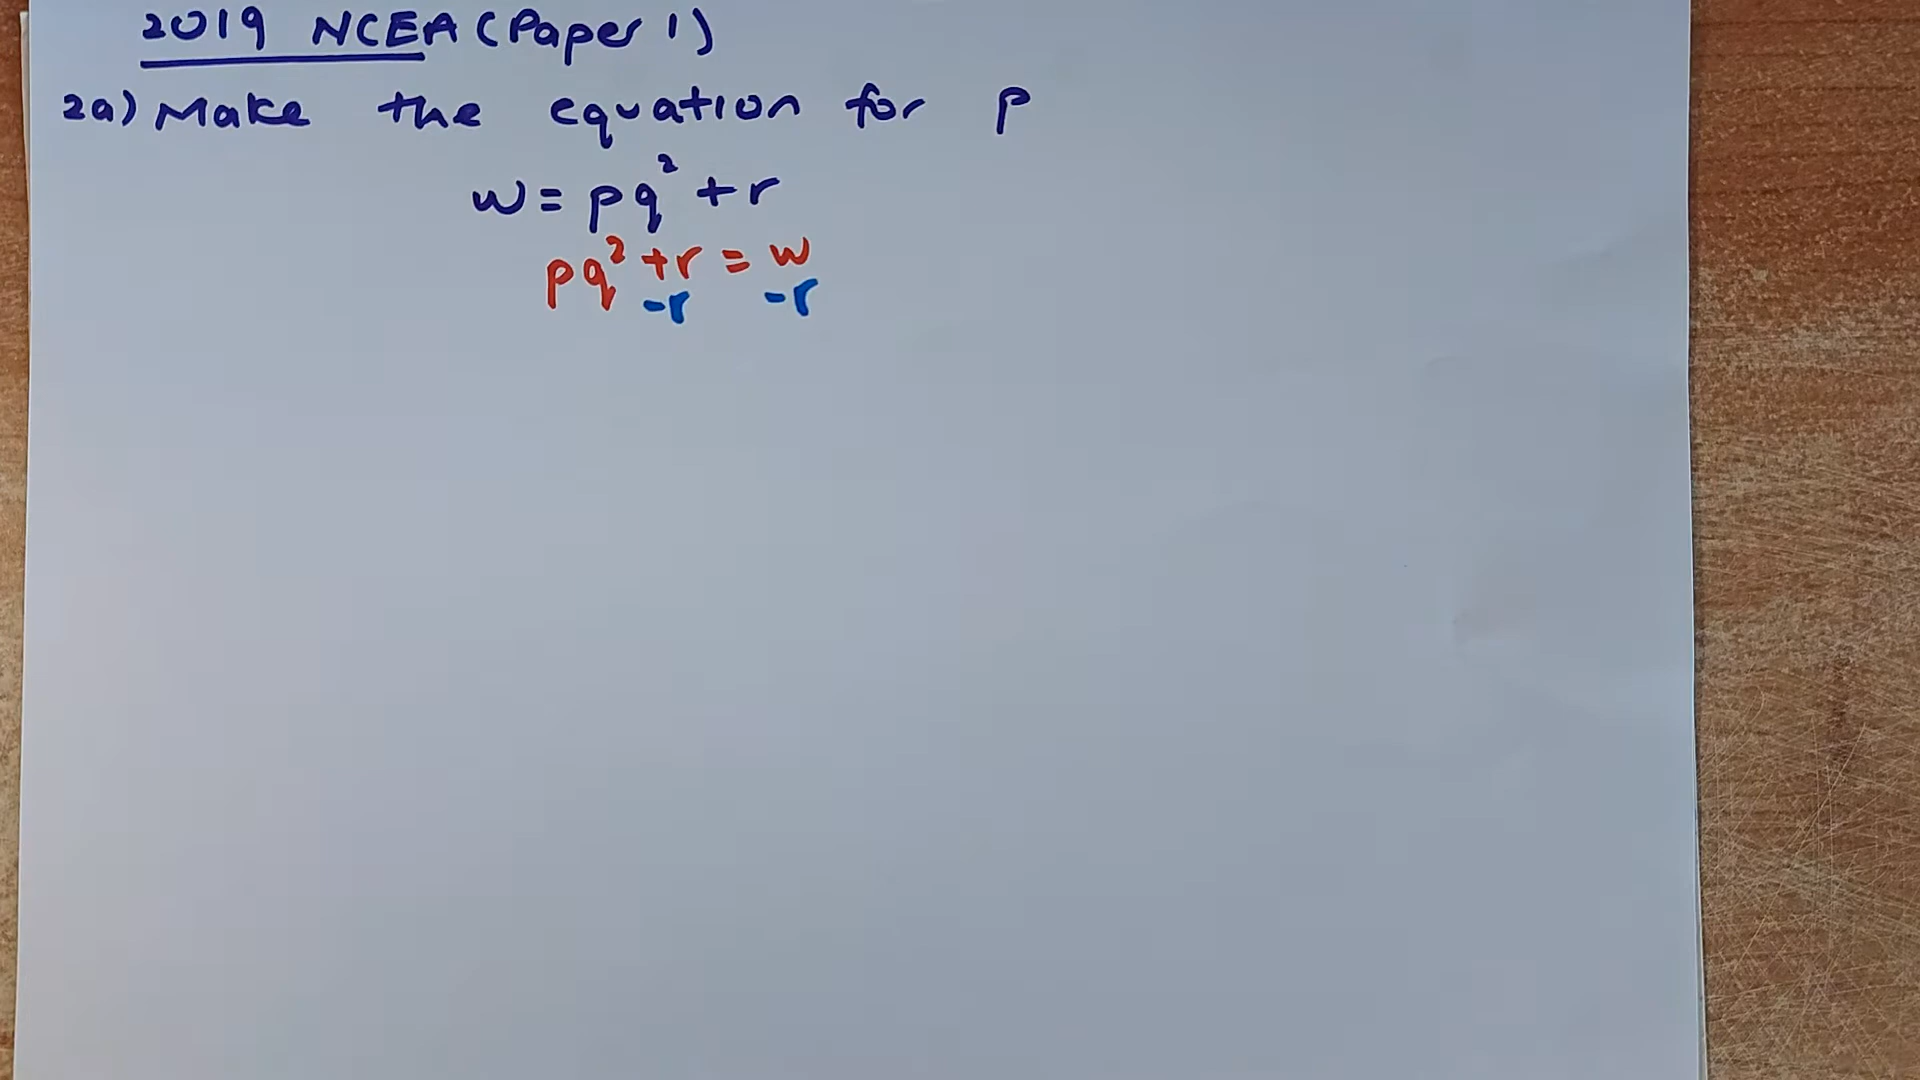 2019 NCEA (Paper 1)
2a) Make the equation for p
w = pq² + r
pq² + r = w
-r -r